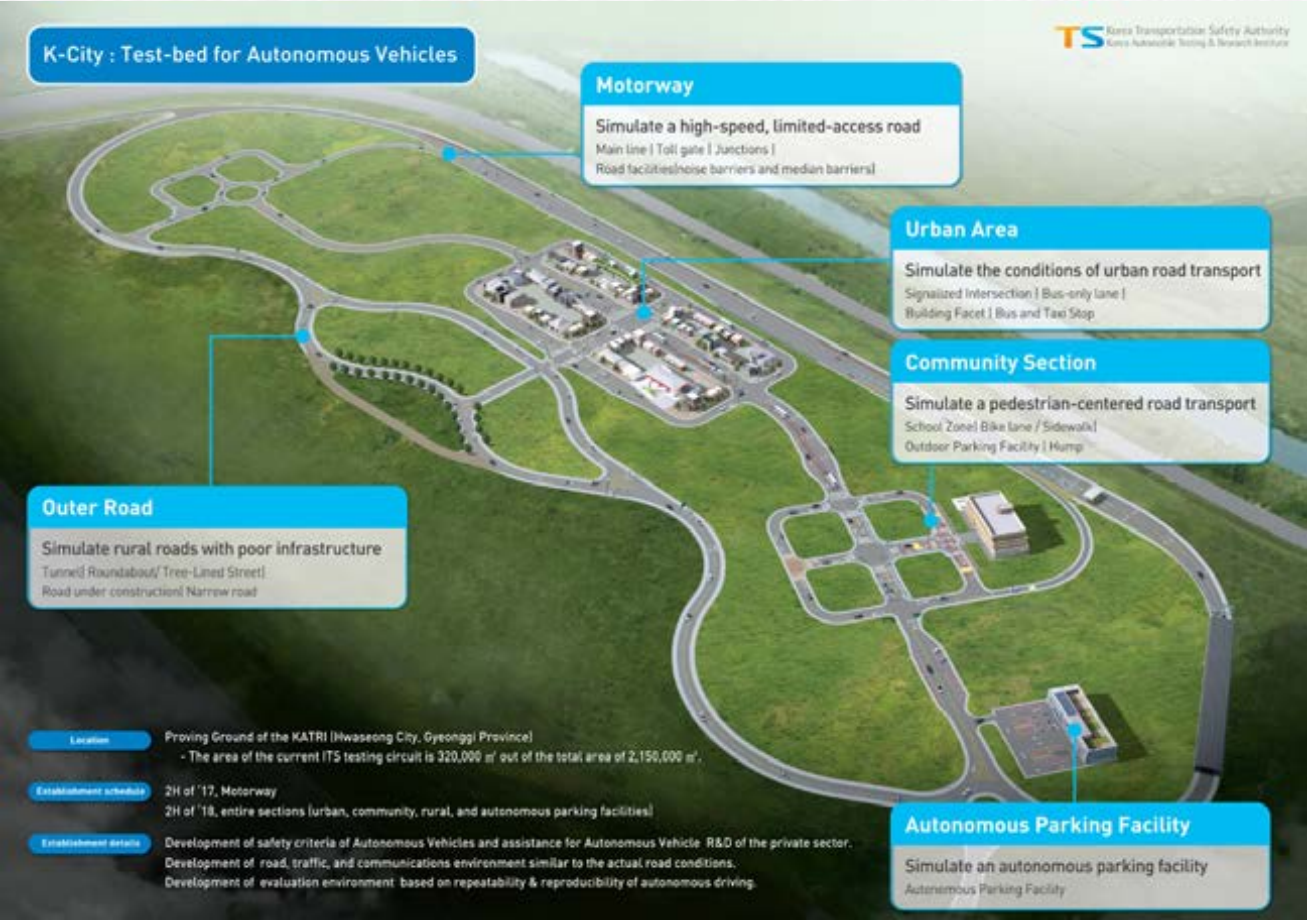 K-City : Test-bed for Autonomous Vehicles
TS Korea Transportation Safety Authority
Korea Automobile Testing & Research Institute
Motorway
Simulate a high-speed, limited-access road
Main line | Toll gate | Junctions |
Road facilities(noise barriers and median barriers)
Urban Area
Simulate the conditions of urban road transport
Signalized Intersection | Bus-only lane |
Building Facet | Bus and Taxi Stop
Community Section
Simulate a pedestrian-centered road transport
School Zone| Bike lane / Sidewalk|
Outdoor Parking Facility | Hump
Outer Road
Simulate rural roads with poor infrastructure
Tunnel| Roundabout/ Tree-Lined Street|
Road under construction| Narrow road
Location
Proving Ground of the KATRI (Hwaseong City, Gyeonggi Province)
- The area of the current ITS testing circuit is 320,000 ㎡ out of the total area of 2,150,000 ㎡.
Establishment schedule
2H of '17, Motorway
2H of '18, entire sections (urban, community, rural, and autonomous parking facilities)
Establishment details
Development of safety criteria of Autonomous Vehicles and assistance for Autonomous Vehicle R&D of the private sector.
Development of road, traffic, and communications environment similar to the actual road conditions.
Development of evaluation environment based on repeatability & reproducibility of autonomous driving.
Autonomous Parking Facility
Simulate an autonomous parking facility
Autonomous Parking Facility